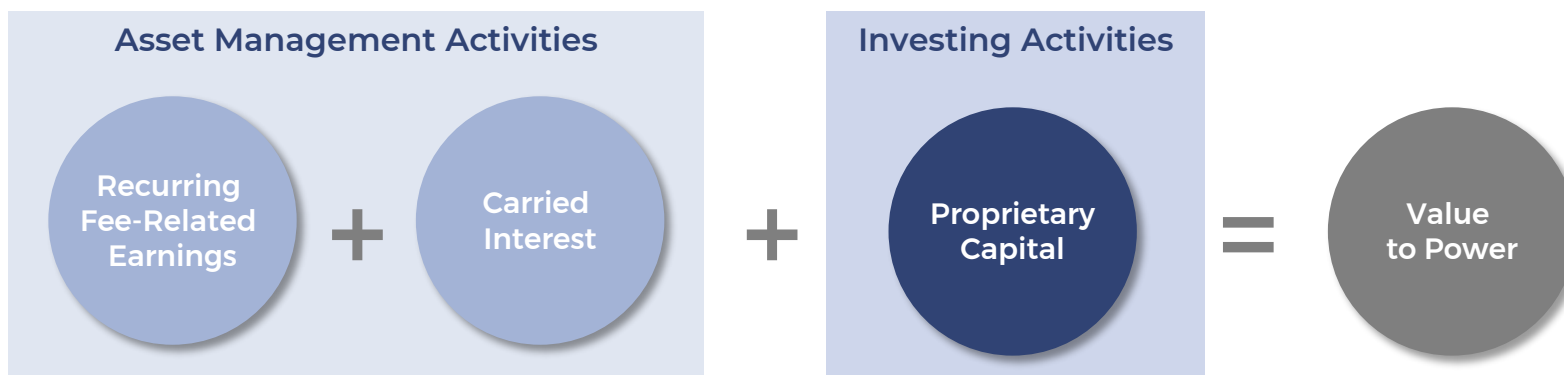 Asset Management Activities
Investing Activities
Recurring
Fee-Related
Earnings
+
Carried
Interest
+
Proprietary
Capital
=
Value
to Power